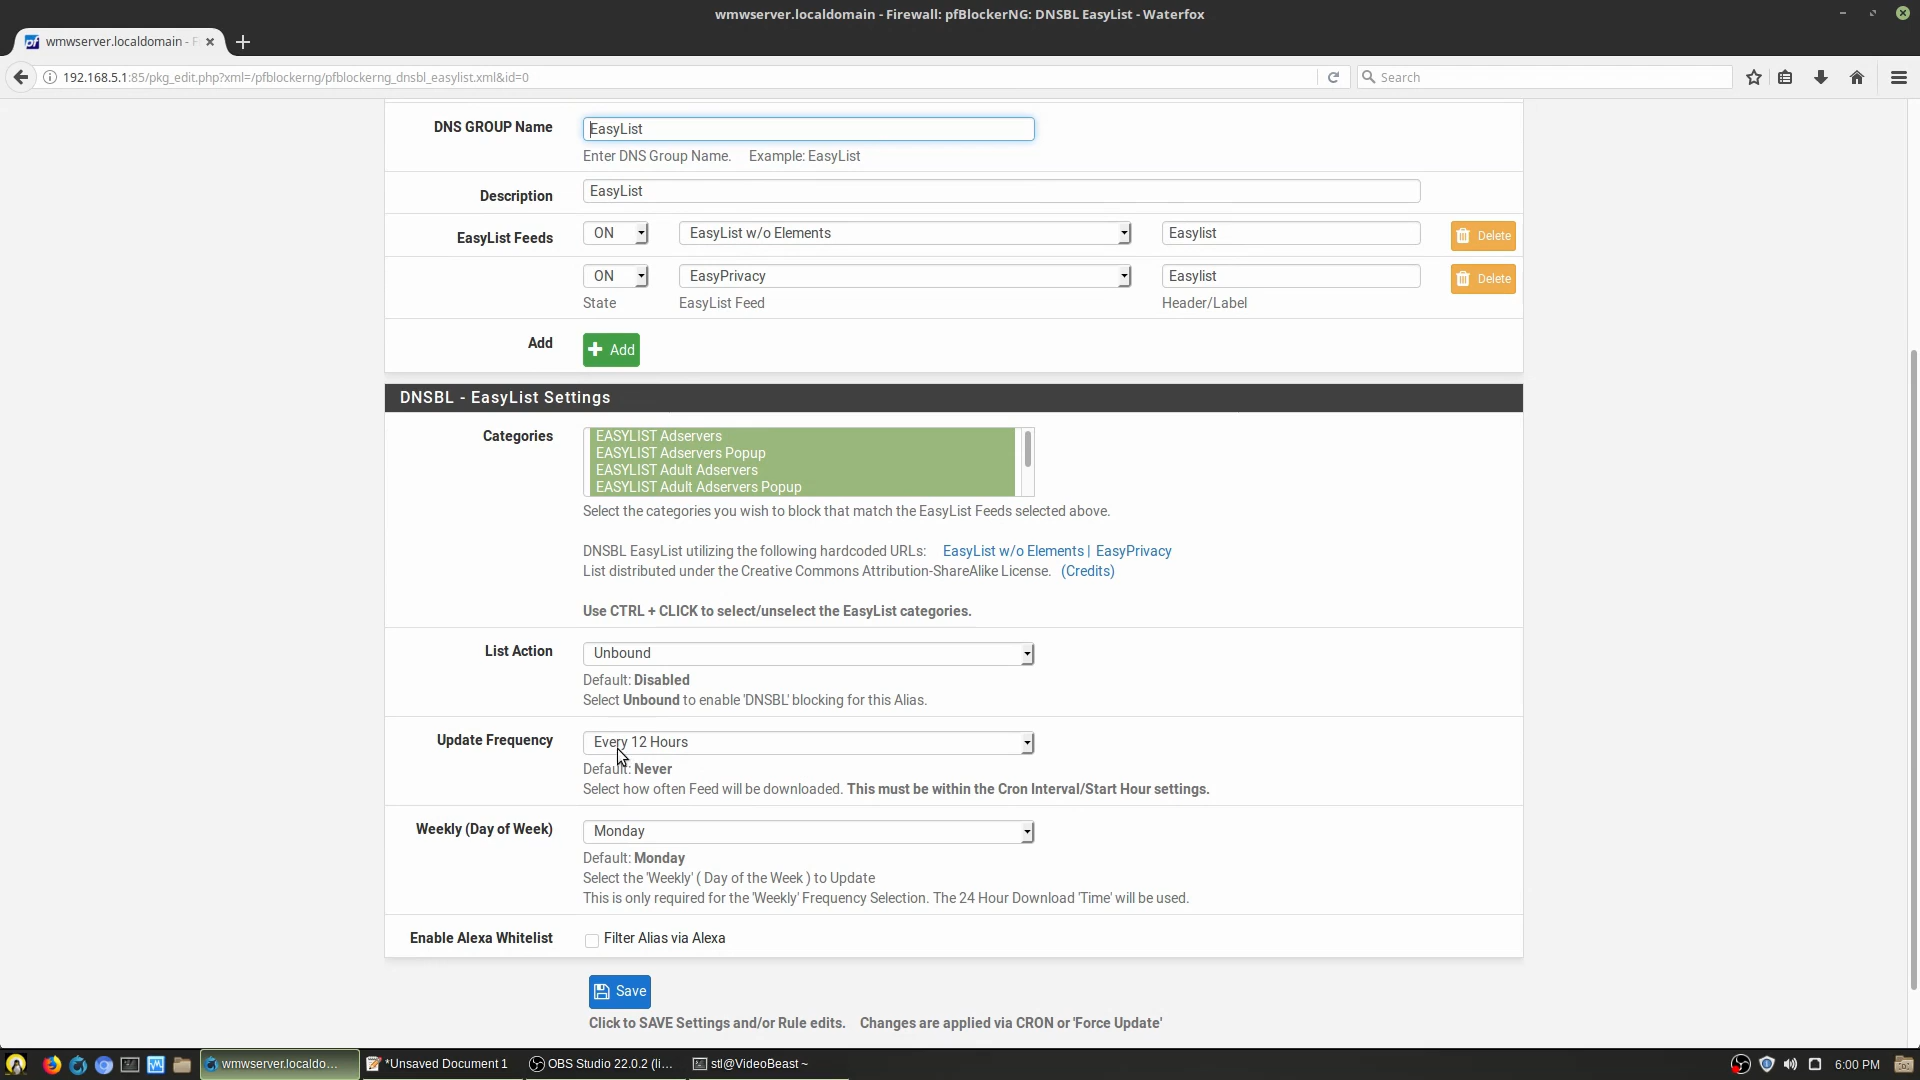 wmwserver.localdomain - Firewall: pfBlockerNG: DNSBL EasyList - Waterfox
wmwserver.localdomain - F
192.168.5.1:85/pkg_edit.php?xml=/pfblockerng/pfblockerng_dnsbl_easylist.xml&id=0
Search
DNS GROUP Name
EasyList
Enter DNS Group Name. Example: EasyList
Description
EasyList
EasyList Feeds
ON
EasyList w/o Elements
Easylist
Delete
ON
EasyPrivacy
Easylist
Delete
State
EasyList Feed
Header/Label
Add
Add
DNSBL - EasyList Settings
Categories
EASYLIST Adservers
EASYLIST Adservers Popup
EASYLIST Adult Adservers
EASYLIST Adult Adservers Popup
Select the categories you wish to block that match the EasyList Feeds selected above.
DNSBL EasyList utilizing the following hardcoded URLs: EasyList w/o Elements | EasyPrivacy
List distributed under the Creative Commons Attribution-ShareAlike License. (Credits)
Use CTRL + CLICK to select/unselect the EasyList categories.
List Action
Unbound
Default: Disabled
Select Unbound to enable 'DNSBL' blocking for this Alias.
Update Frequency
Every 12 Hours
Default: Never
Select how often Feed will be downloaded. This must be within the Cron Interval/Start Hour settings.
Weekly (Day of Week)
Monday
Default: Monday
Select the 'Weekly' ( Day of the Week ) to Update
This is only required for the 'Weekly' Frequency Selection. The 24 Hour Download 'Time' will be used.
Enable Alexa Whitelist
Filter Alias via Alexa
Save
Click to SAVE Settings and/or Rule edits. Changes are applied via CRON or 'Force Update'
wmwserver.localdo...
*Unsaved Document 1
OBS Studio 22.0.2 (li...
stl@VideoBeast ~
6:00 PM